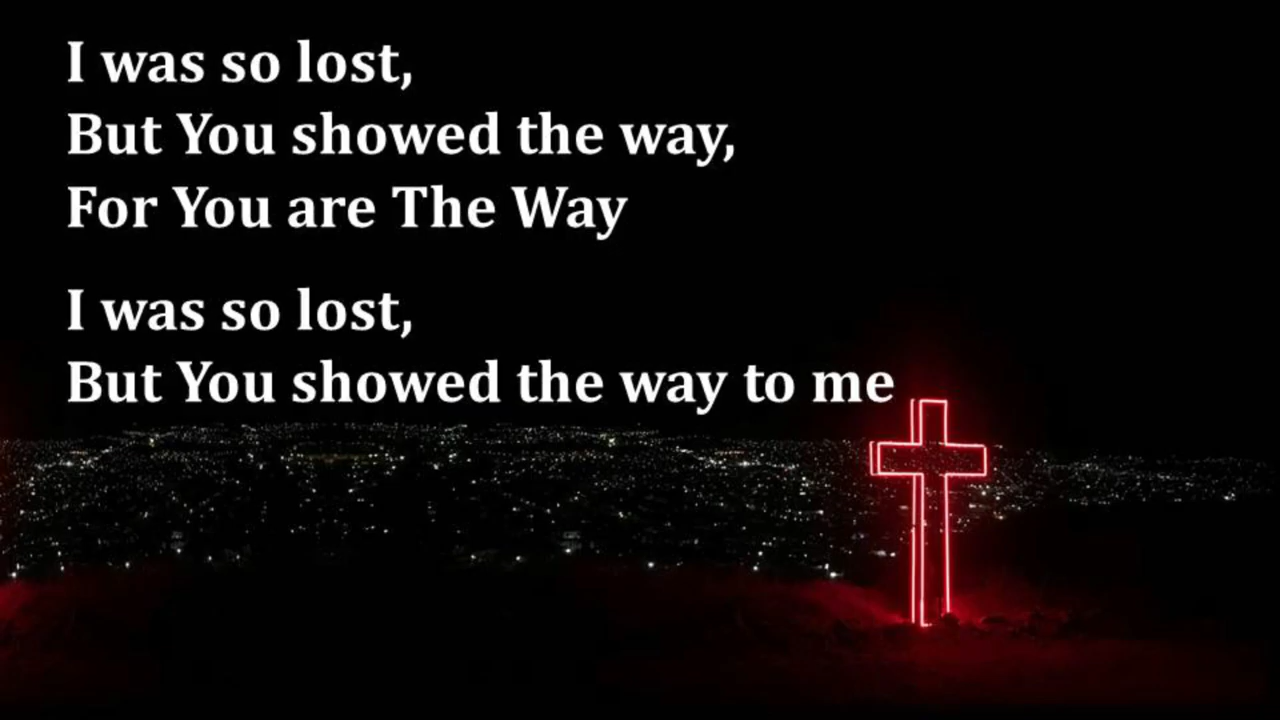 I was so lost,
But You showed the way,
For You are The Way
I was so lost,
But You showed the way to me